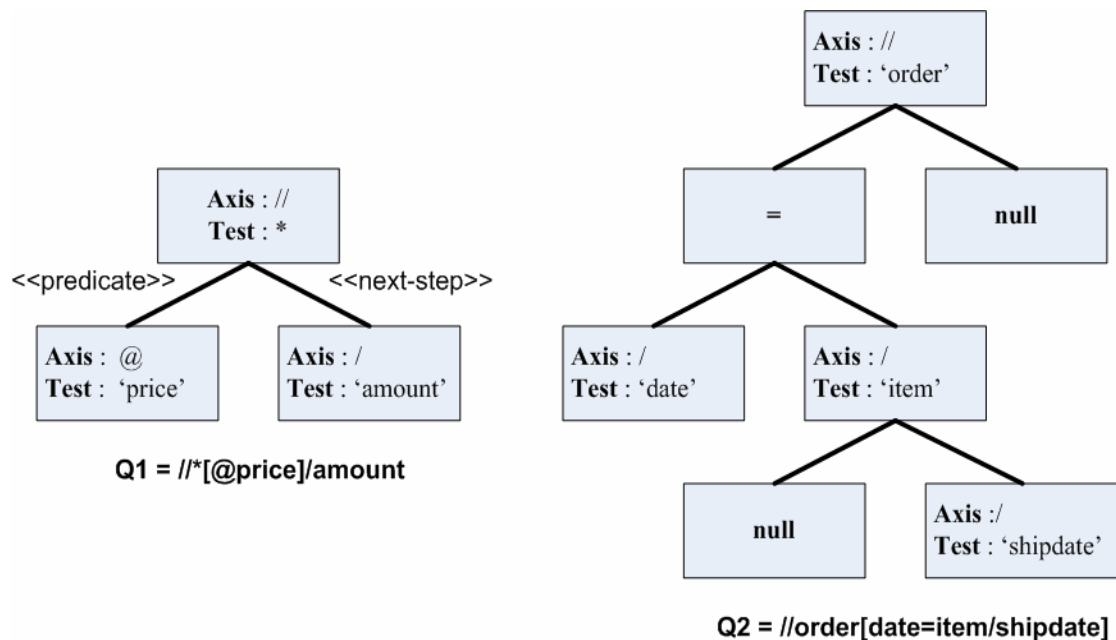 Axis : //
Test : *
<<predicate>>
<<next-step>>
Axis : @
Test : ‘price’
Axis : /
Test : ‘amount’
Q1 = //*[@price]/amount
Axis : //
Test : ‘order’
=
null
Axis : /
Test : ‘date’
Axis : /
Test : ‘item’
null
Axis :/
Test : ‘shipdate’
Q2 = //order[date=item/shipdate]